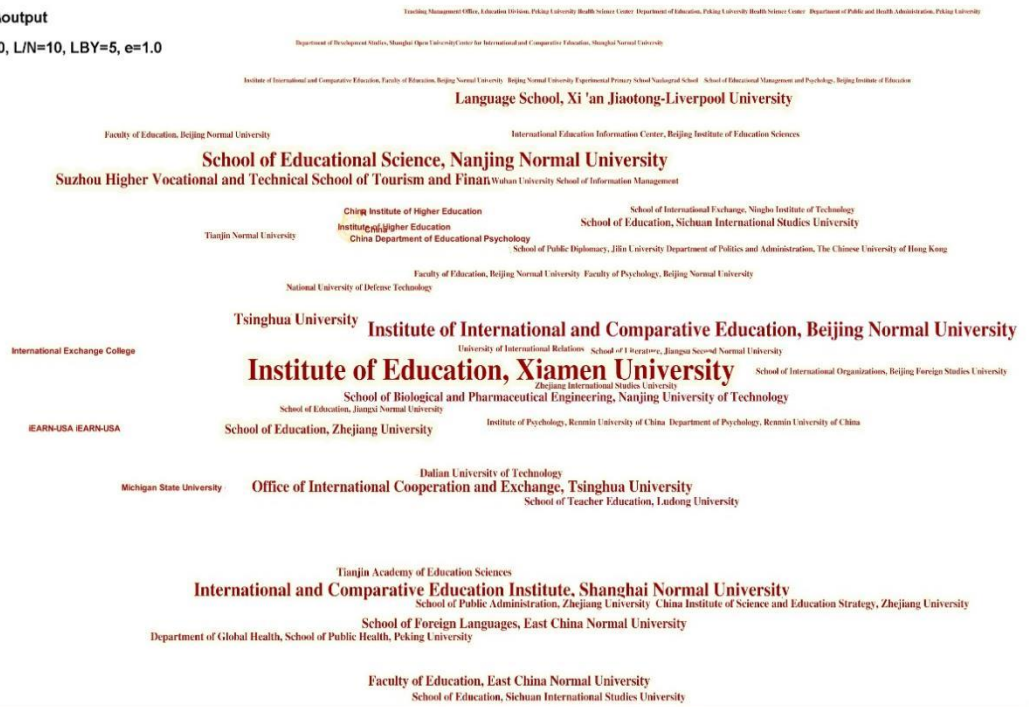 output
Teaching Management Office, Education Division, Peking University Health Science Center Department of Education, Peking University Health Science Center Department of Public and Health Administration, Peking University
0, L/N=10, LBY=5, e=1.0
Department of Development Studies, Shanghai Open UniversityCenter for International and Comparative Education, Shanghai Normal University
Institute of International and Comparative Education, Faculty of Education, Beijing Normal University Beijing Normal University Experimental Primary School School of Educational Management and Psychology, Beijing Institute of Education
Language School, Xi 'an Jiaotong-Liverpool University
Faculty of Education, Beijing Normal University
International Education Information Center, Beijing Institute of Education Sciences
School of Educational Science, Nanjing Normal University
Suzhou Higher Vocational and Technical School of Tourism and Finan
Wuhan University School of Information Management
China Institute of Higher Education
School of International Exchange, Ningbo Institute of Technology
Institute of Higher Education
China
School of Education, Sichuan International Studies University
Tianjin Normal University
China Department of Educational Psychology
School of Public Diplomacy, Jilin University Department of Politics and Administration, The Chinese University of Hong Kong
Faculty of Education, Beijing Normal University Faculty of Psychology, Beijing Normal University
National University of Defense Technology
Tsinghua University
Institute of International and Comparative Education, Beijing Normal University
International Exchange College
University of International Relations
School of Literature, Jiangsu Second Normal University
Institute of Education, Xiamen University
School of International Organizations, Beijing Foreign Studies University
Zhejiang International Studies University
School of Biological and Pharmaceutical Engineering, Nanjing University of Technology
School of Education, Jiangxi Normal University
iEARN-USA iEARN-USA
School of Education, Zhejiang University
Institute of Psychology, Renmin University of China Department of Psychology, Renmin University of China
Dalian University of Technology
Michigan State University
Office of International Cooperation and Exchange, Tsinghua University
School of Teacher Education, Ludong University
Tianjin Academy of Education Sciences
International and Comparative Education Institute, Shanghai Normal University
School of Public Administration, Zhejiang University China Institute of Science and Education Strategy, Zhejiang University
School of Foreign Languages, East China Normal University
Department of Global Health, School of Public Health, Peking University
Faculty of Education, East China Normal University
School of Education, Sichuan International Studies University